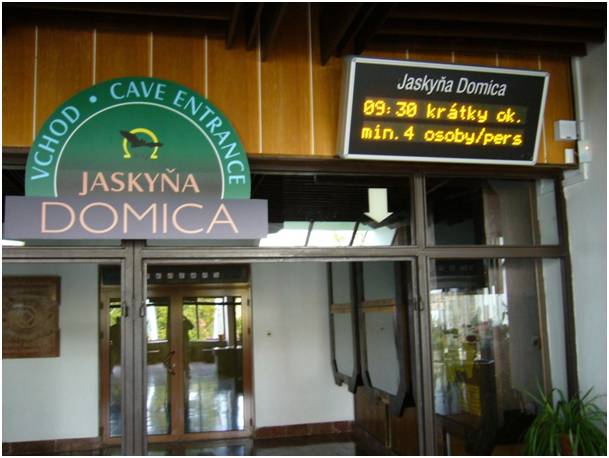 VCHOD • CAVE ENTRANCE
JASKYŇA
DOMICA
Jaskyňa Domica
09:30 krátky ok.
min.4 osoby/pers